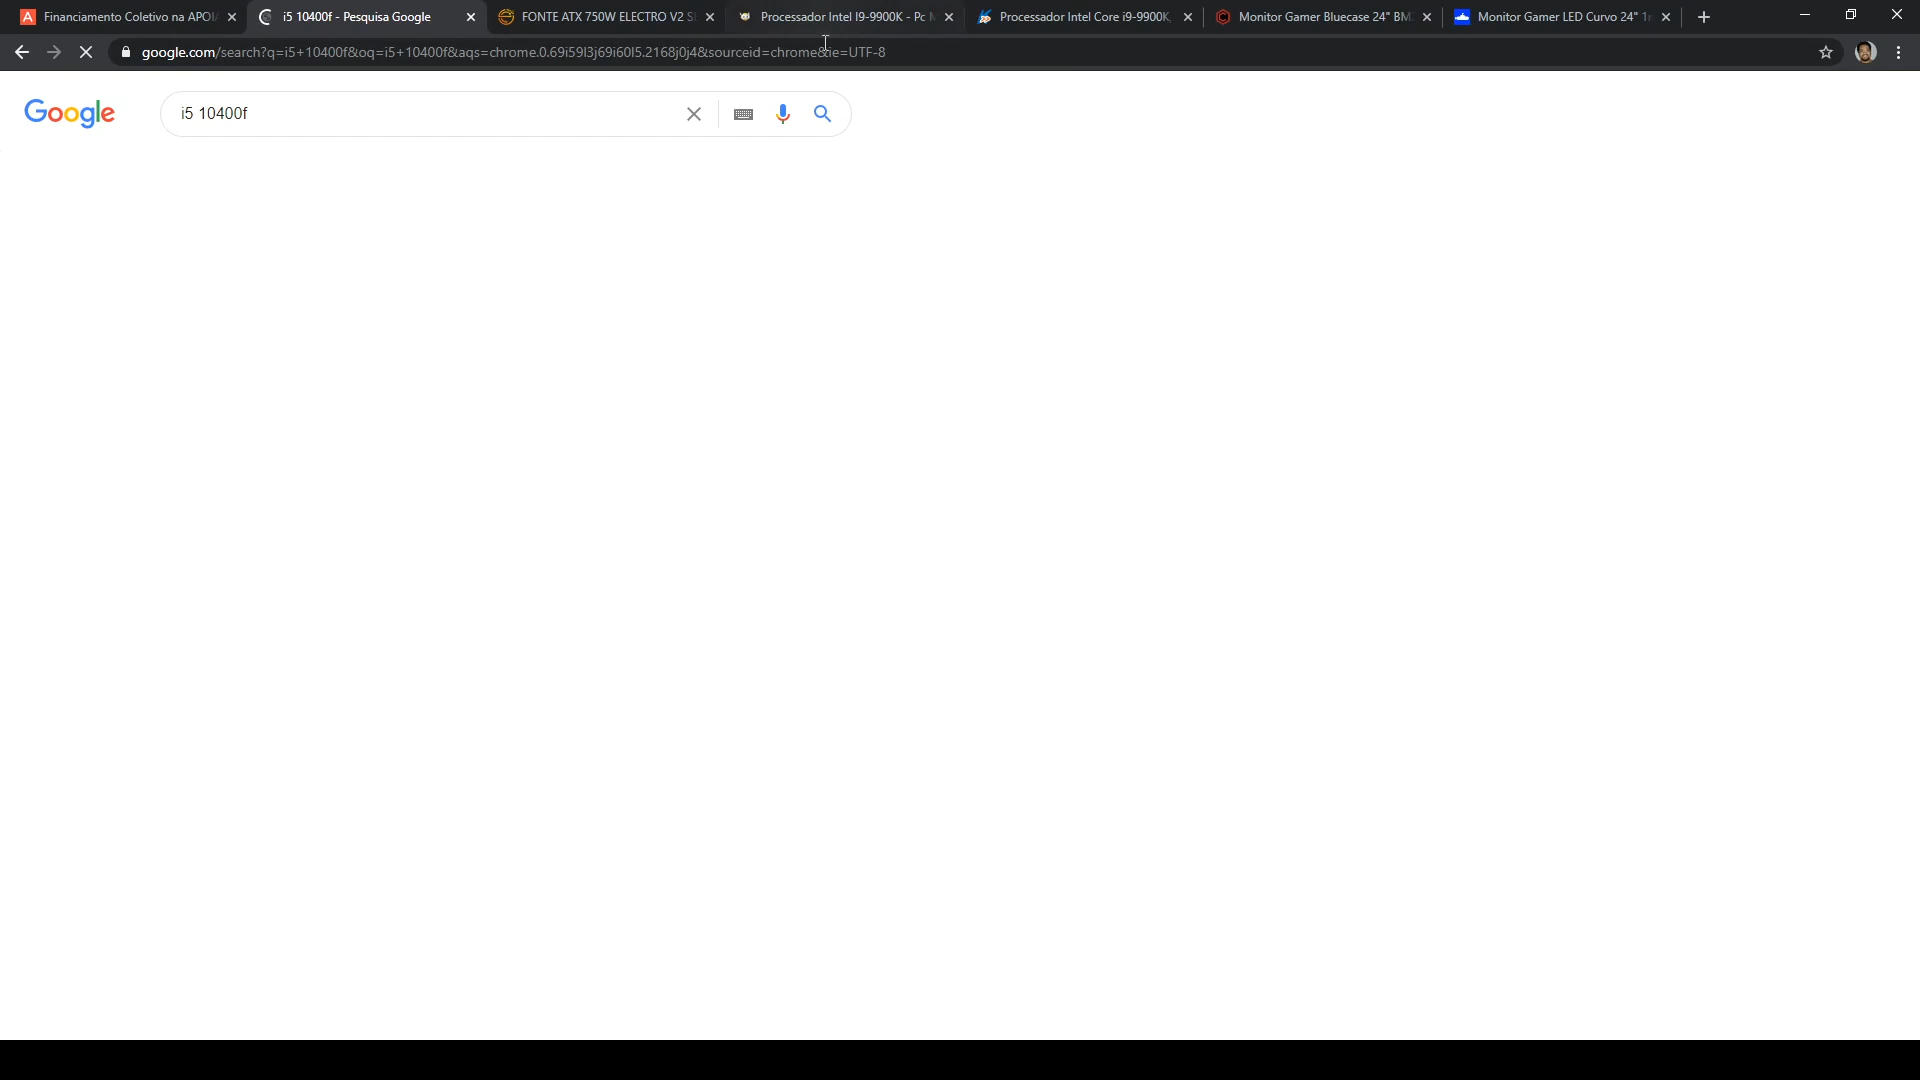 Financiamento Coletivo na APOIA
i5 10400f - Pesquisa Google
FONTE ATX 750W ELECTRO V2 S
Processador Intel I9-9900K - Pc
Processador Intel Core i9-9900K,
Monitor Gamer Bluecase 24" BM
Monitor Gamer LED Curvo 24" 1
google.com/search?q=i5+10400f&oq=i5+10400f&aqs=chrome.0.69i59l3j69i60l5.2168j0j4&sourceid=chrome&ie=UTF-8
Google
i5 10400f